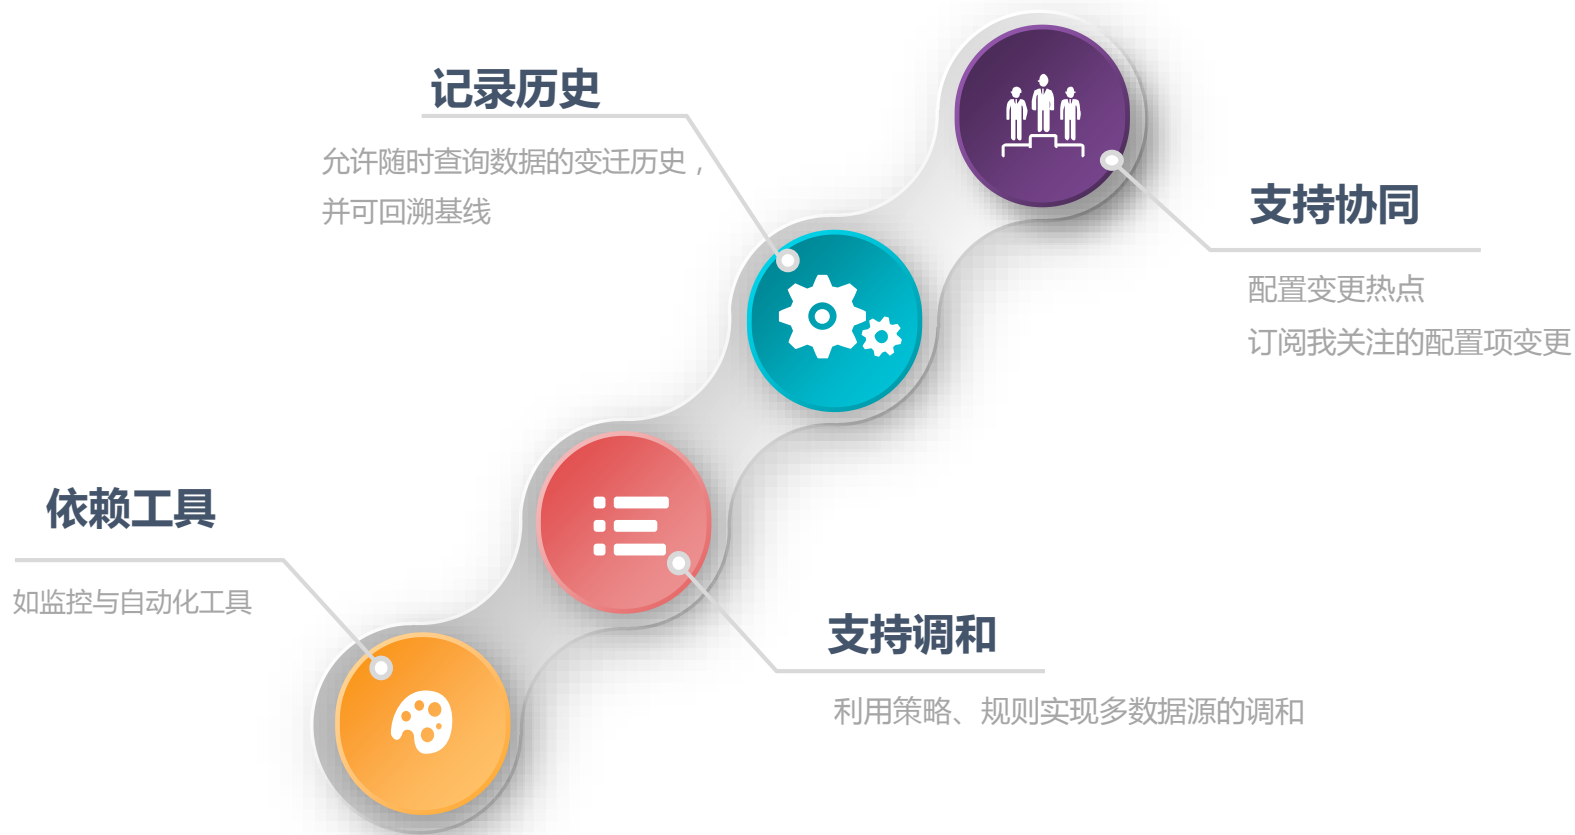 记录历史
允许随时查询数据的变迁历史，
并可回溯基线
支持协同
配置变更热点
订阅我关注的配置项变更
依赖工具
如监控与自动化工具
支持调和
利用策略、规则实现多数据源的调和